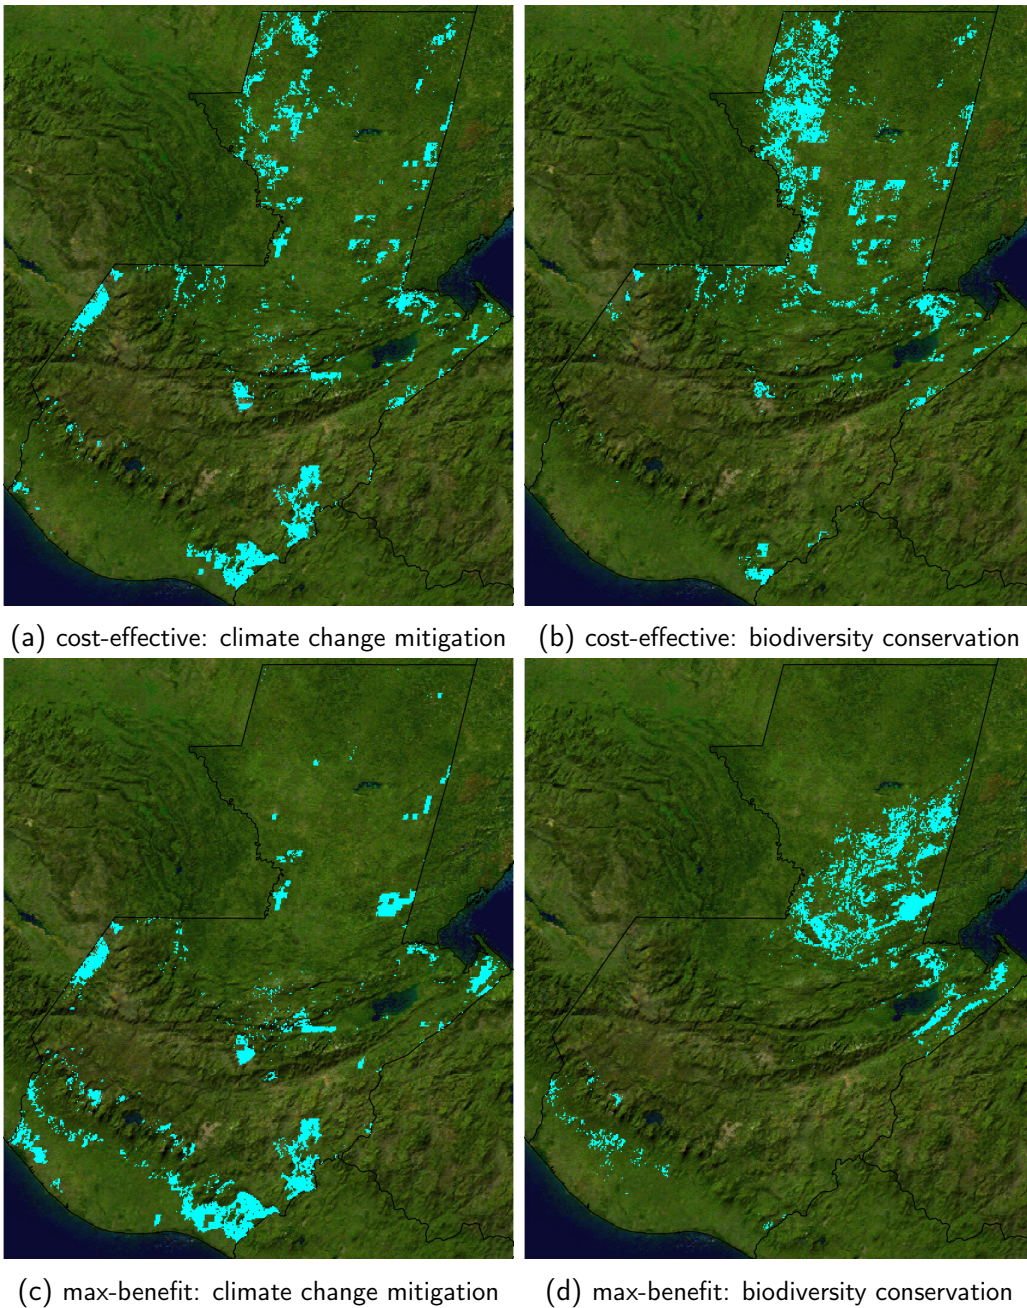 (a) cost-effective: climate change mitigation
(b) cost-effective: biodiversity conservation
(c) max-benefit: climate change mitigation
(d) max-benefit: biodiversity conservation